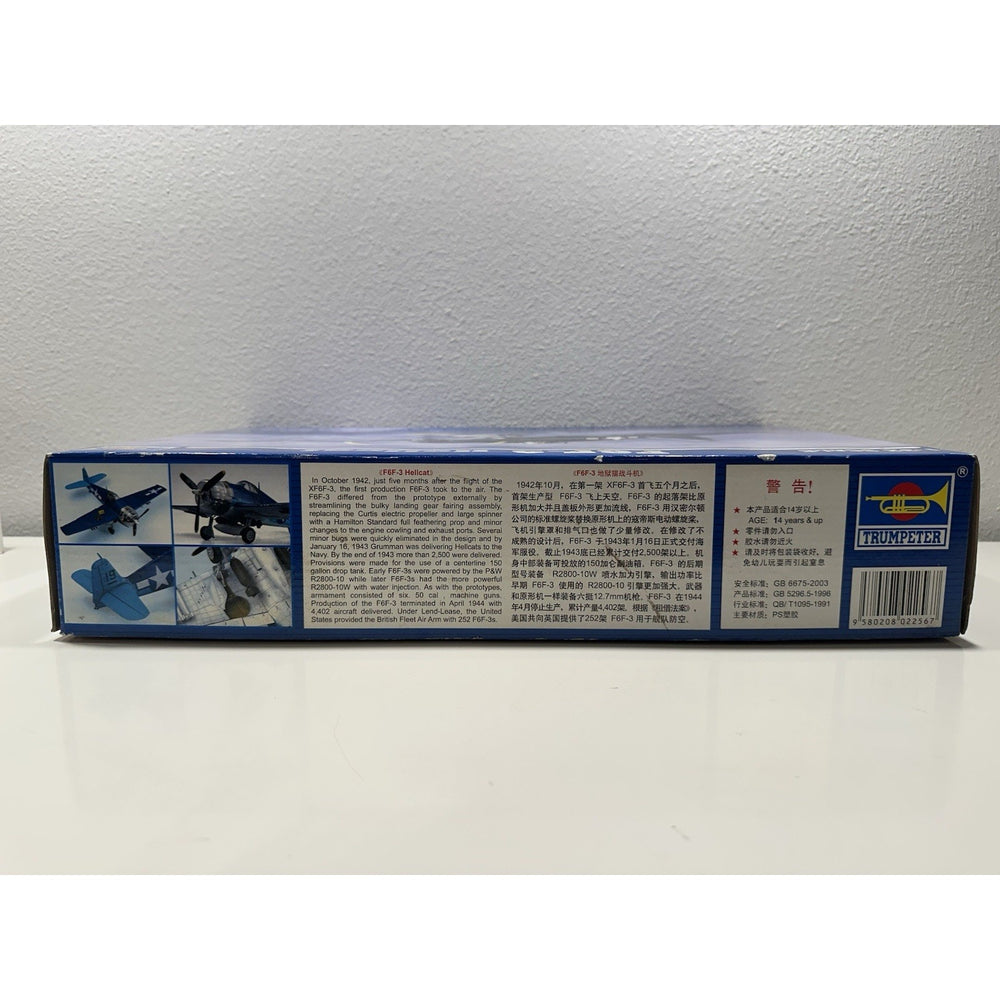 《F6F-3 Hellcat》
In October 1942, just five months after the flight of the
XF6F-3, the first production F6F-3 took to the air. The
F6F-3 differed from the prototype externally by
streamlining the bulky landing gear fairing assembly,
replacing the Curtis electric propeller and large spinner
with a Hamilton Standard full feathering prop and minor
changes to the engine cowling and exhaust ports. Several
minor bugs were quickly eliminated in the design and by
January 16, 1943 Grumman was delivering Hellcats to the
Navy. By the end of 1943 more than 2,500 were delivered.
Provisions were made for the use of a centerline 150
gallon drop tank. Early F6F-3s were powered by the P&W
R2800-10 while later F6F-3s had the more powerful
R2800-10W with water injection. As with the prototypes,
armament consisted of six. 50 cal , machine guns.
Production of the F6F-3 terminated in April 1944 with
4,402 aircraft delivered. Under Lend-Lease, the United
States provided the British Fleet Air Arm with 252 F6F-3s.
《F6F-3 地狱猫战斗机》
1942年10月，在第一架 XF6F-3 首飞五个月之后，
首架生产型 F6F-3 飞上天空。F6F-3 的起落架比原
形机加大并且盖板外形更加流线。F6F-3 用汉密尔顿
公司的标准螺旋桨替换原形机上的寇蒂斯电动螺旋桨，
飞机引擎罩和排气口也做了少量修改。在修改了不
成熟的设计后，F6F-3 于1943年1月16日正式交付海
军服役。截止1943底已经累计交付2,500架以上。机
身中部装备可投放的150加仑副油箱。F6F-3 的后期
型号装备 R2800-10W 喷水加力引擎，输出功率比
早期 F6F-3 使用的 R2800-10 引擎更加强大。武器
和原形机一样装备六挺12.7mm机枪。F6F-3 在1944
年4月停止生产，累计产量4,402架。根据《租借法案》，
美国共向英国提供了252架 F6F-3 用于舰队防空。
警 告！
★ 本产品适合14岁以上
AGE: 14 years & up
★ 零件请勿入口
★ 胶水请勿近火
★ 请及时将包装袋收好，避
免幼儿玩耍而引起窒息
安全标准：GB 6675-2003
产品标准：GB 5296.5-1996
行业标准：QB/ T1095-1991
主要材质：PS塑胶
®
TRUMPETER
9 580208 022567
19